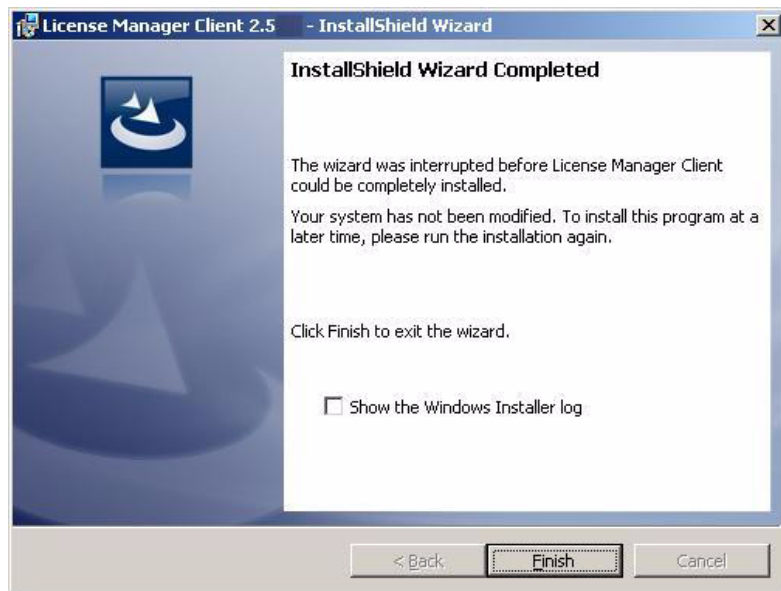 License Manager Client 2.5 - InstallShield Wizard
InstallShield Wizard Completed
The wizard was interrupted before License Manager Client
could be completely installed.
Your system has not been modified. To install this program at a
later time, please run the installation again.
Click Finish to exit the wizard.
Show the Windows Installer log
< Back
Finish
Cancel